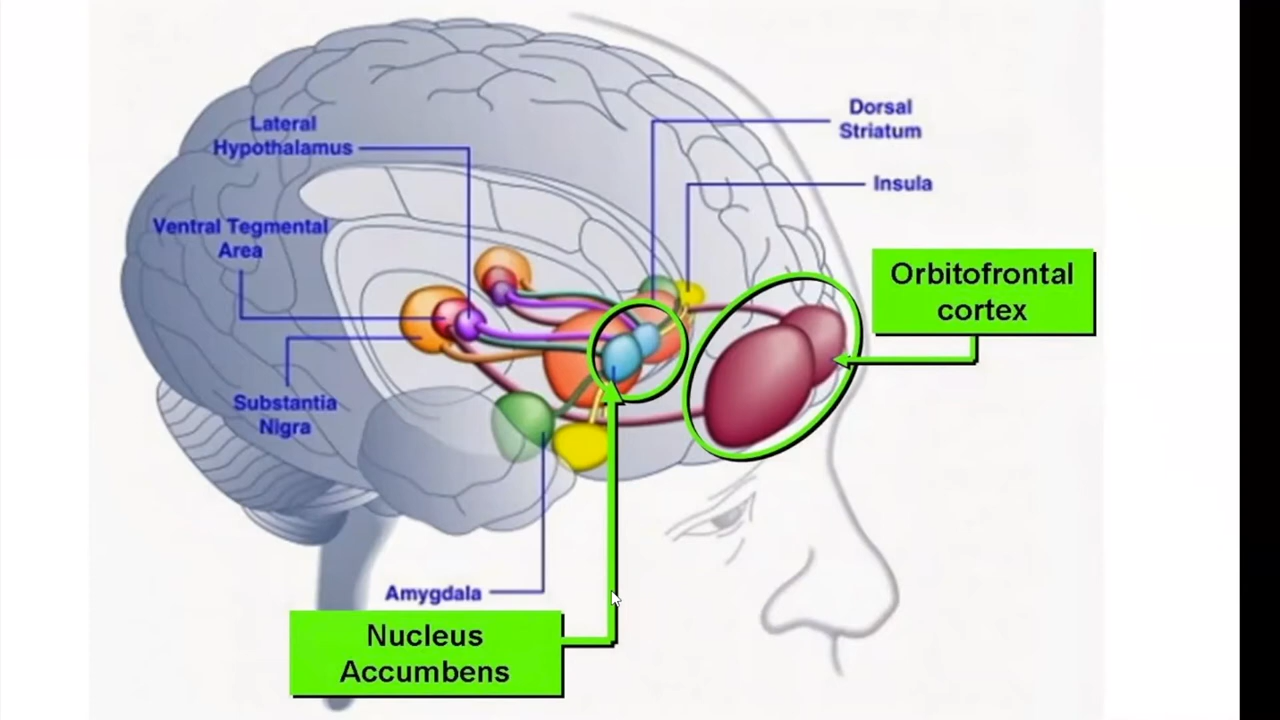 Dorsal
Striatum
Lateral
Hypothalamus
Insula
Ventral Tegmental
Area
Orbitofrontal
cortex
Substantia
Nigra
Amygdala
Nucleus
Accumbens